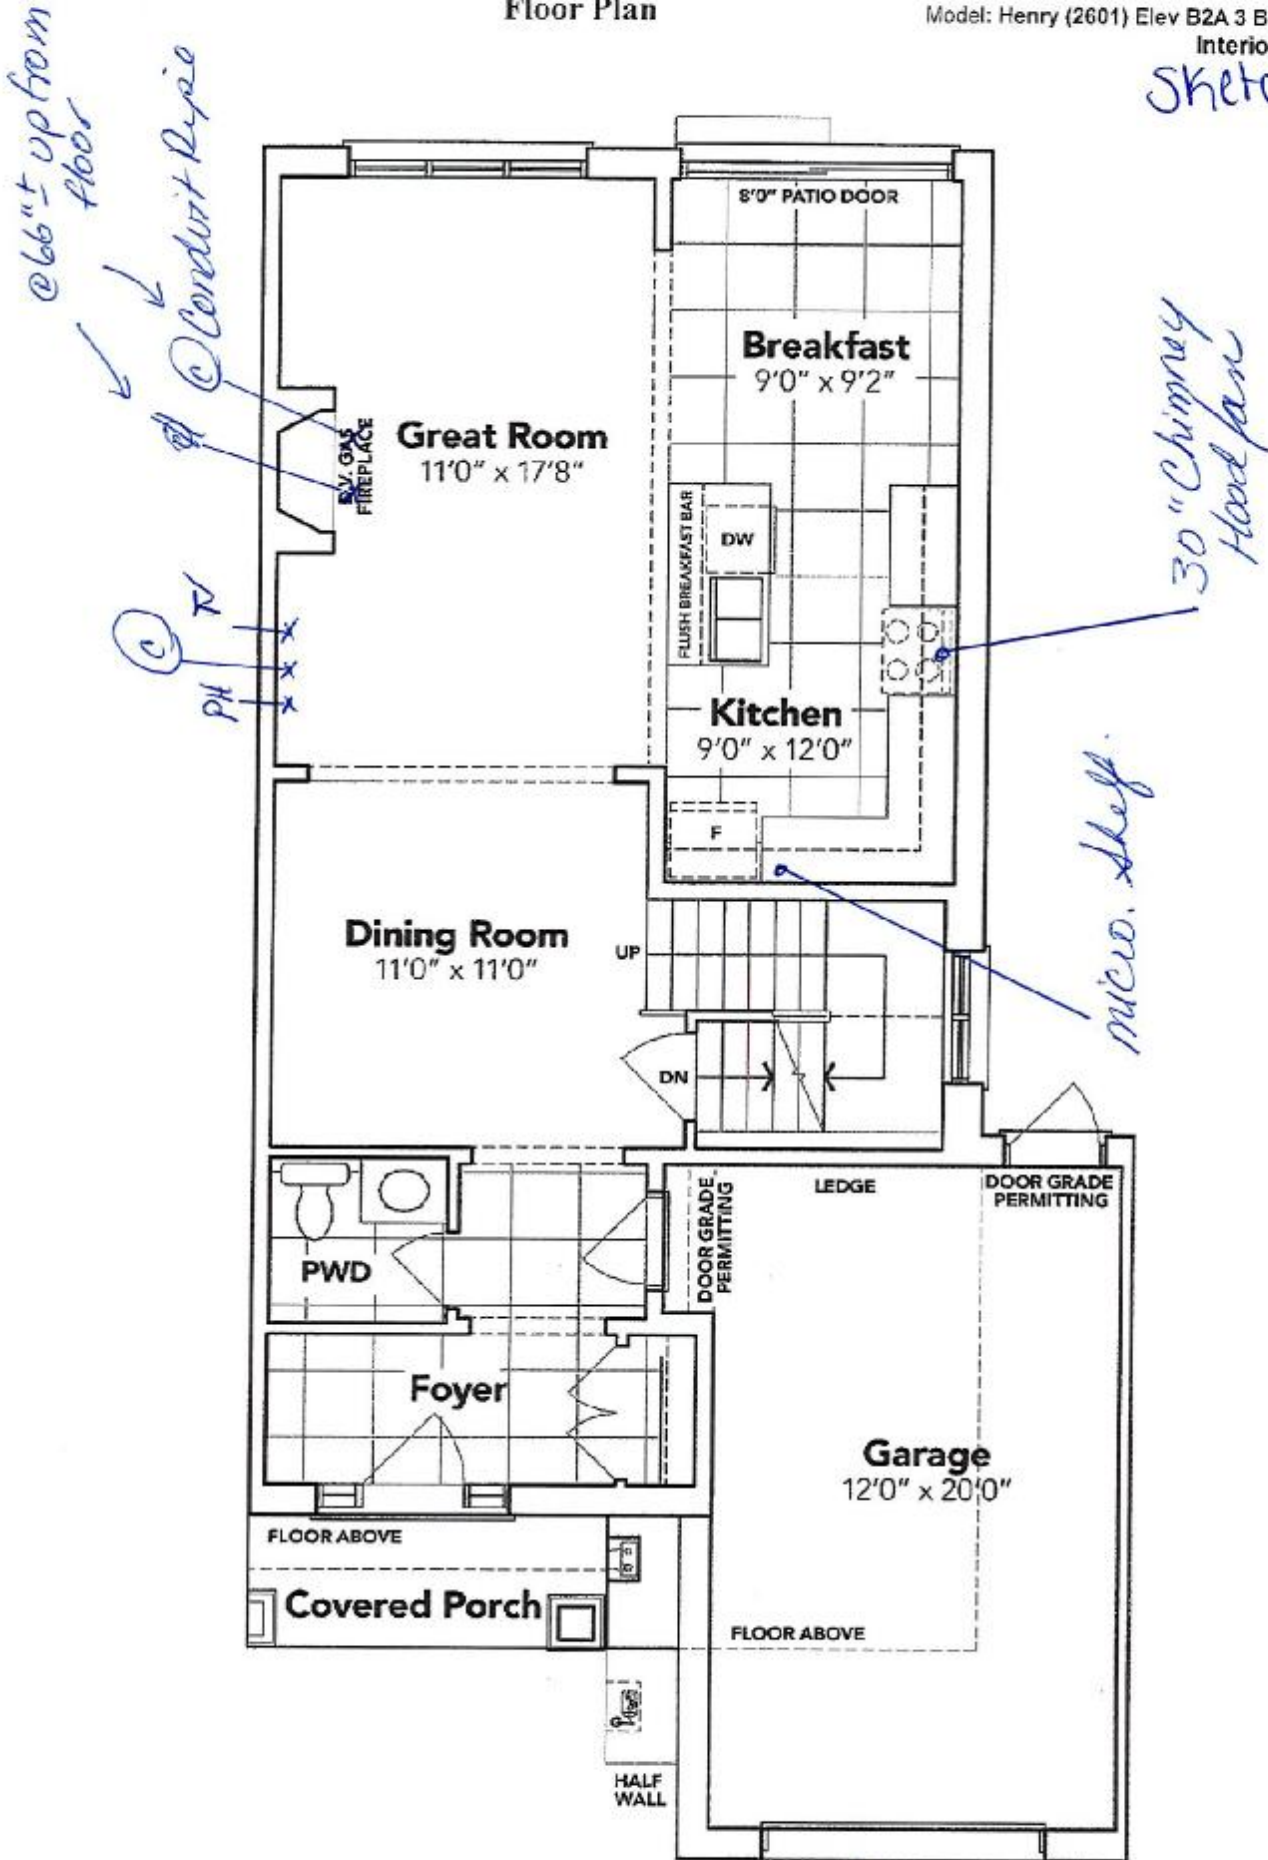 Floor Plan
Model: Henry (2601) Elev B2A 3 B
Interio
Sketc
@66"± up from
floor
© Conduit Pipe
8'0" PATIO DOOR
Breakfast
9'0" x 9'2"
30" Chimney
Hood fan
Great Room
11'0" x 17'8"
D.V. GAS
FIREPLACE
FLUSH BREAKFAST BAR
DW
TV
©
PH
Kitchen
9'0" x 12'0"
F
micro. shelf.
Dining Room
11'0" x 11'0"
UP
DN
DOOR GRADE
PERMITTING
LEDGE
DOOR GRADE
PERMITTING
PWD
Foyer
Garage
12'0" x 20'0"
FLOOR ABOVE
Covered Porch
FLOOR ABOVE
HALF
WALL